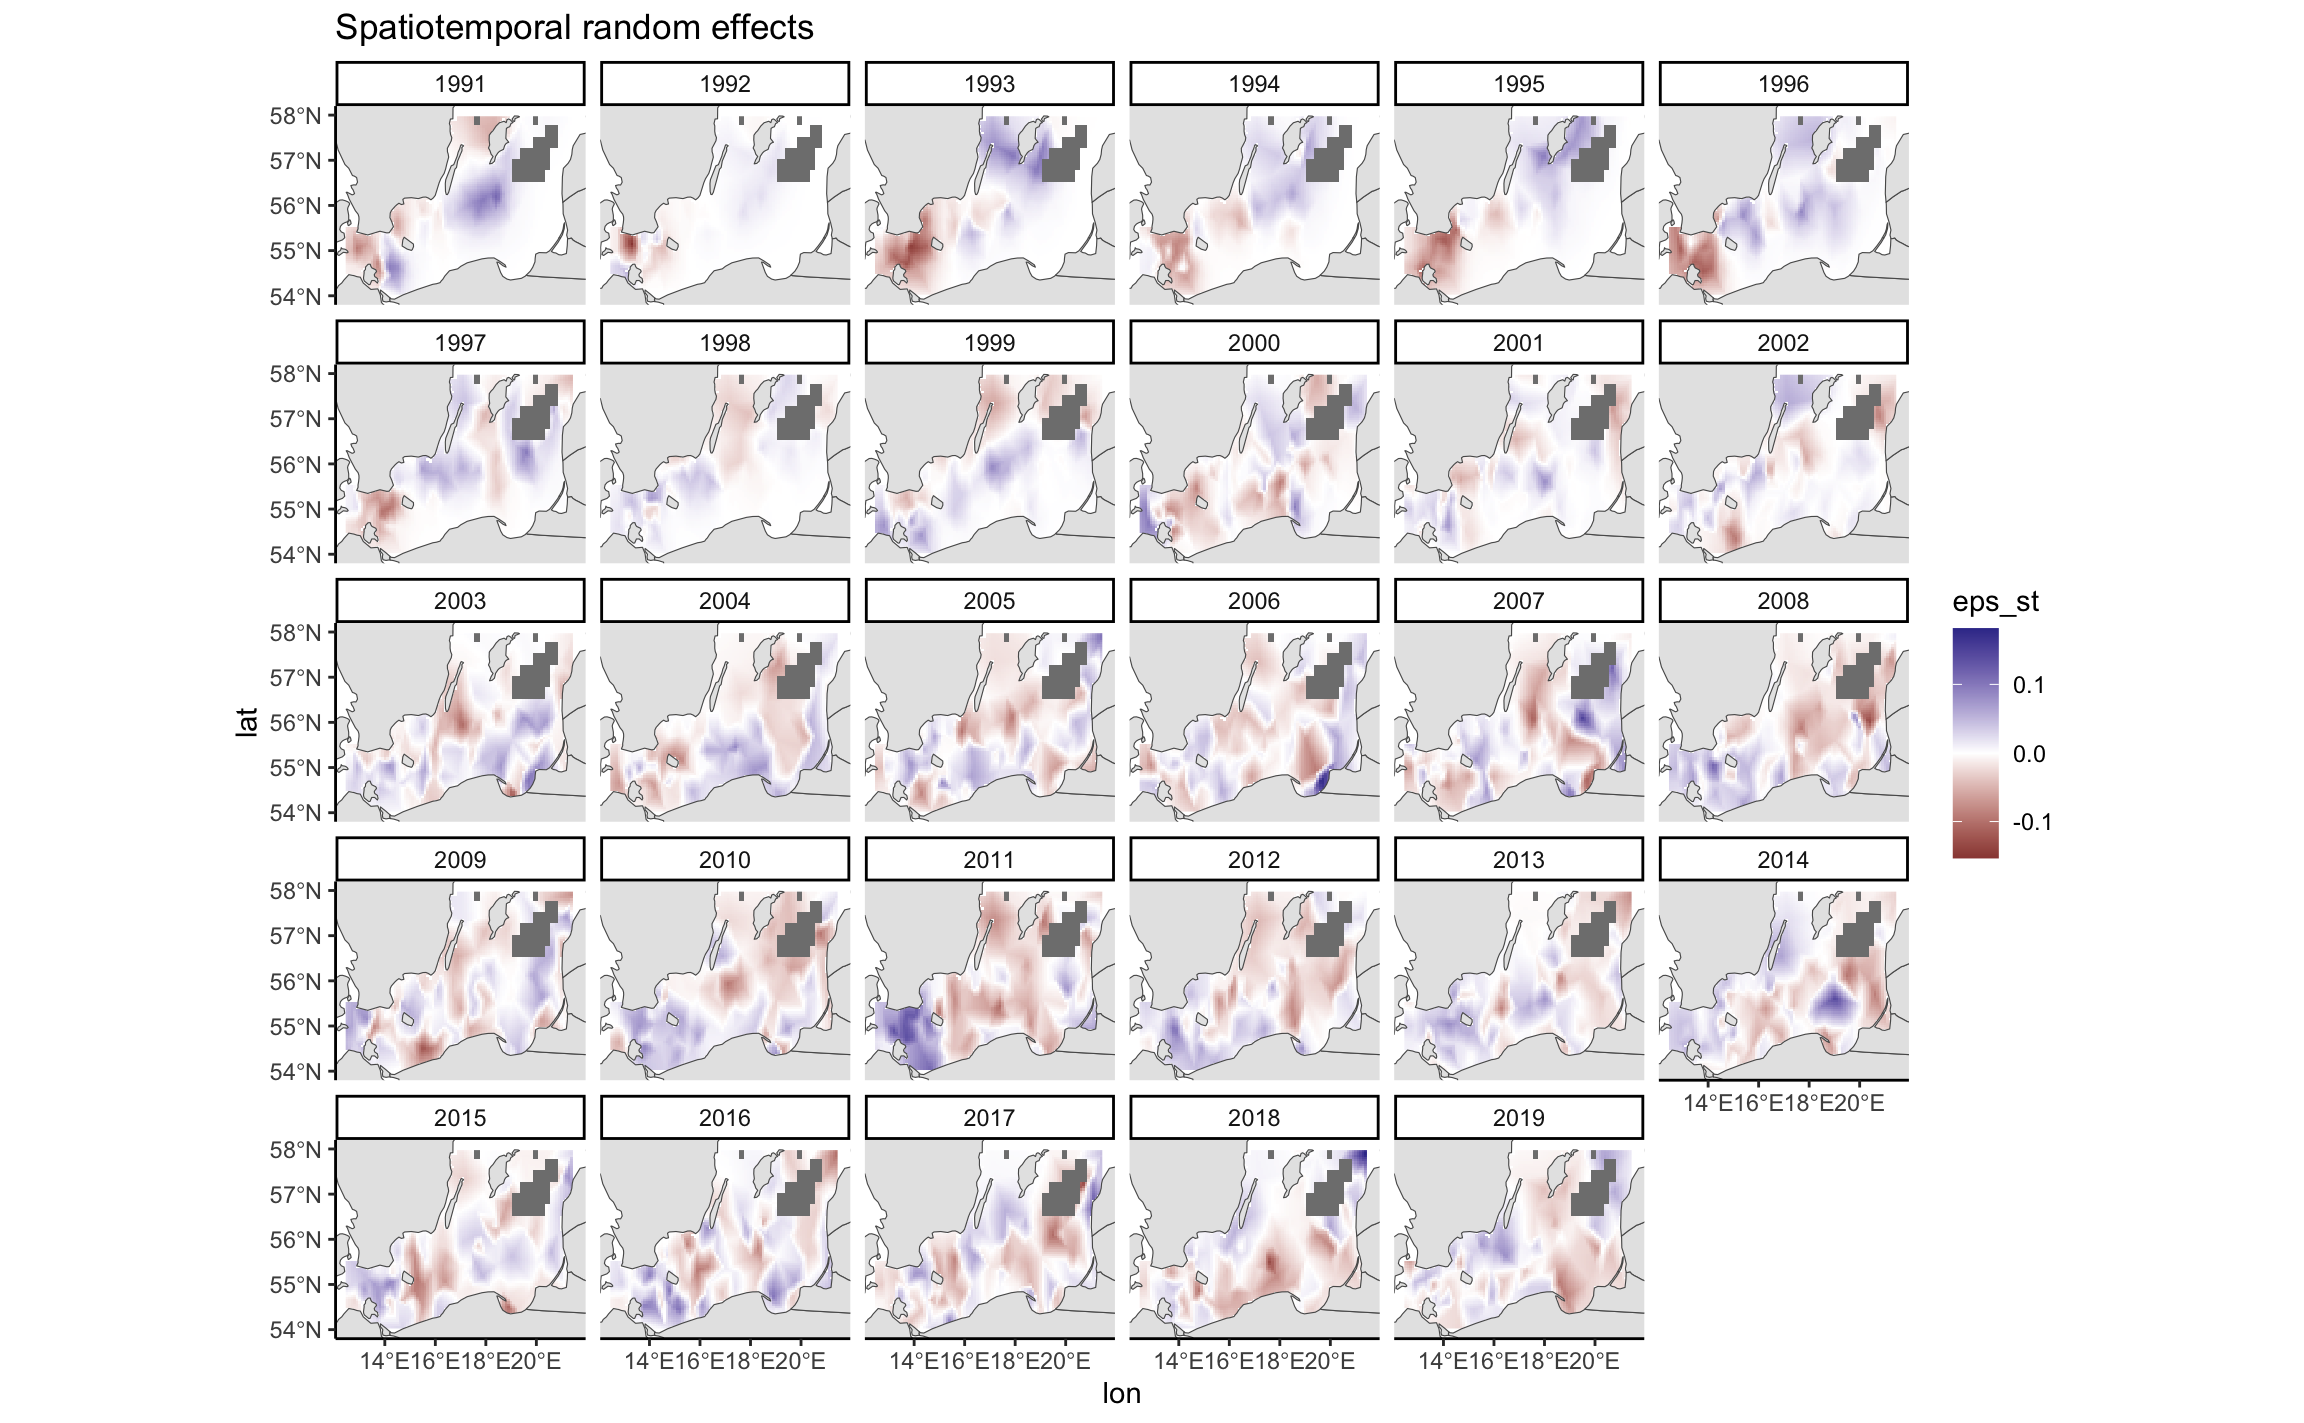 Spatiotemporal random effects
1991 1992 1993 1994 1995 1996
58°N
57°N
56°N
55°N
54°N
1997 1998 1999 2000 2001 2002
58°N
57°N
56°N
55°N
54°N
2003 2004 2005 2006 2007 2008
58°N
57°N
56°N
55°N
54°N
lat
eps_st
0.1
0.0
-0.1
2009 2010 2011 2012 2013 2014
58°N
57°N
56°N
55°N
54°N
14°E16°E18°E20°E
2015 2016 2017 2018 2019
58°N
57°N
56°N
55°N
54°N
14°E16°E18°E20°E 14°E16°E18°E20°E 14°E16°E18°E20°E 14°E16°E18°E20°E 14°E16°E18°E20°E
lon